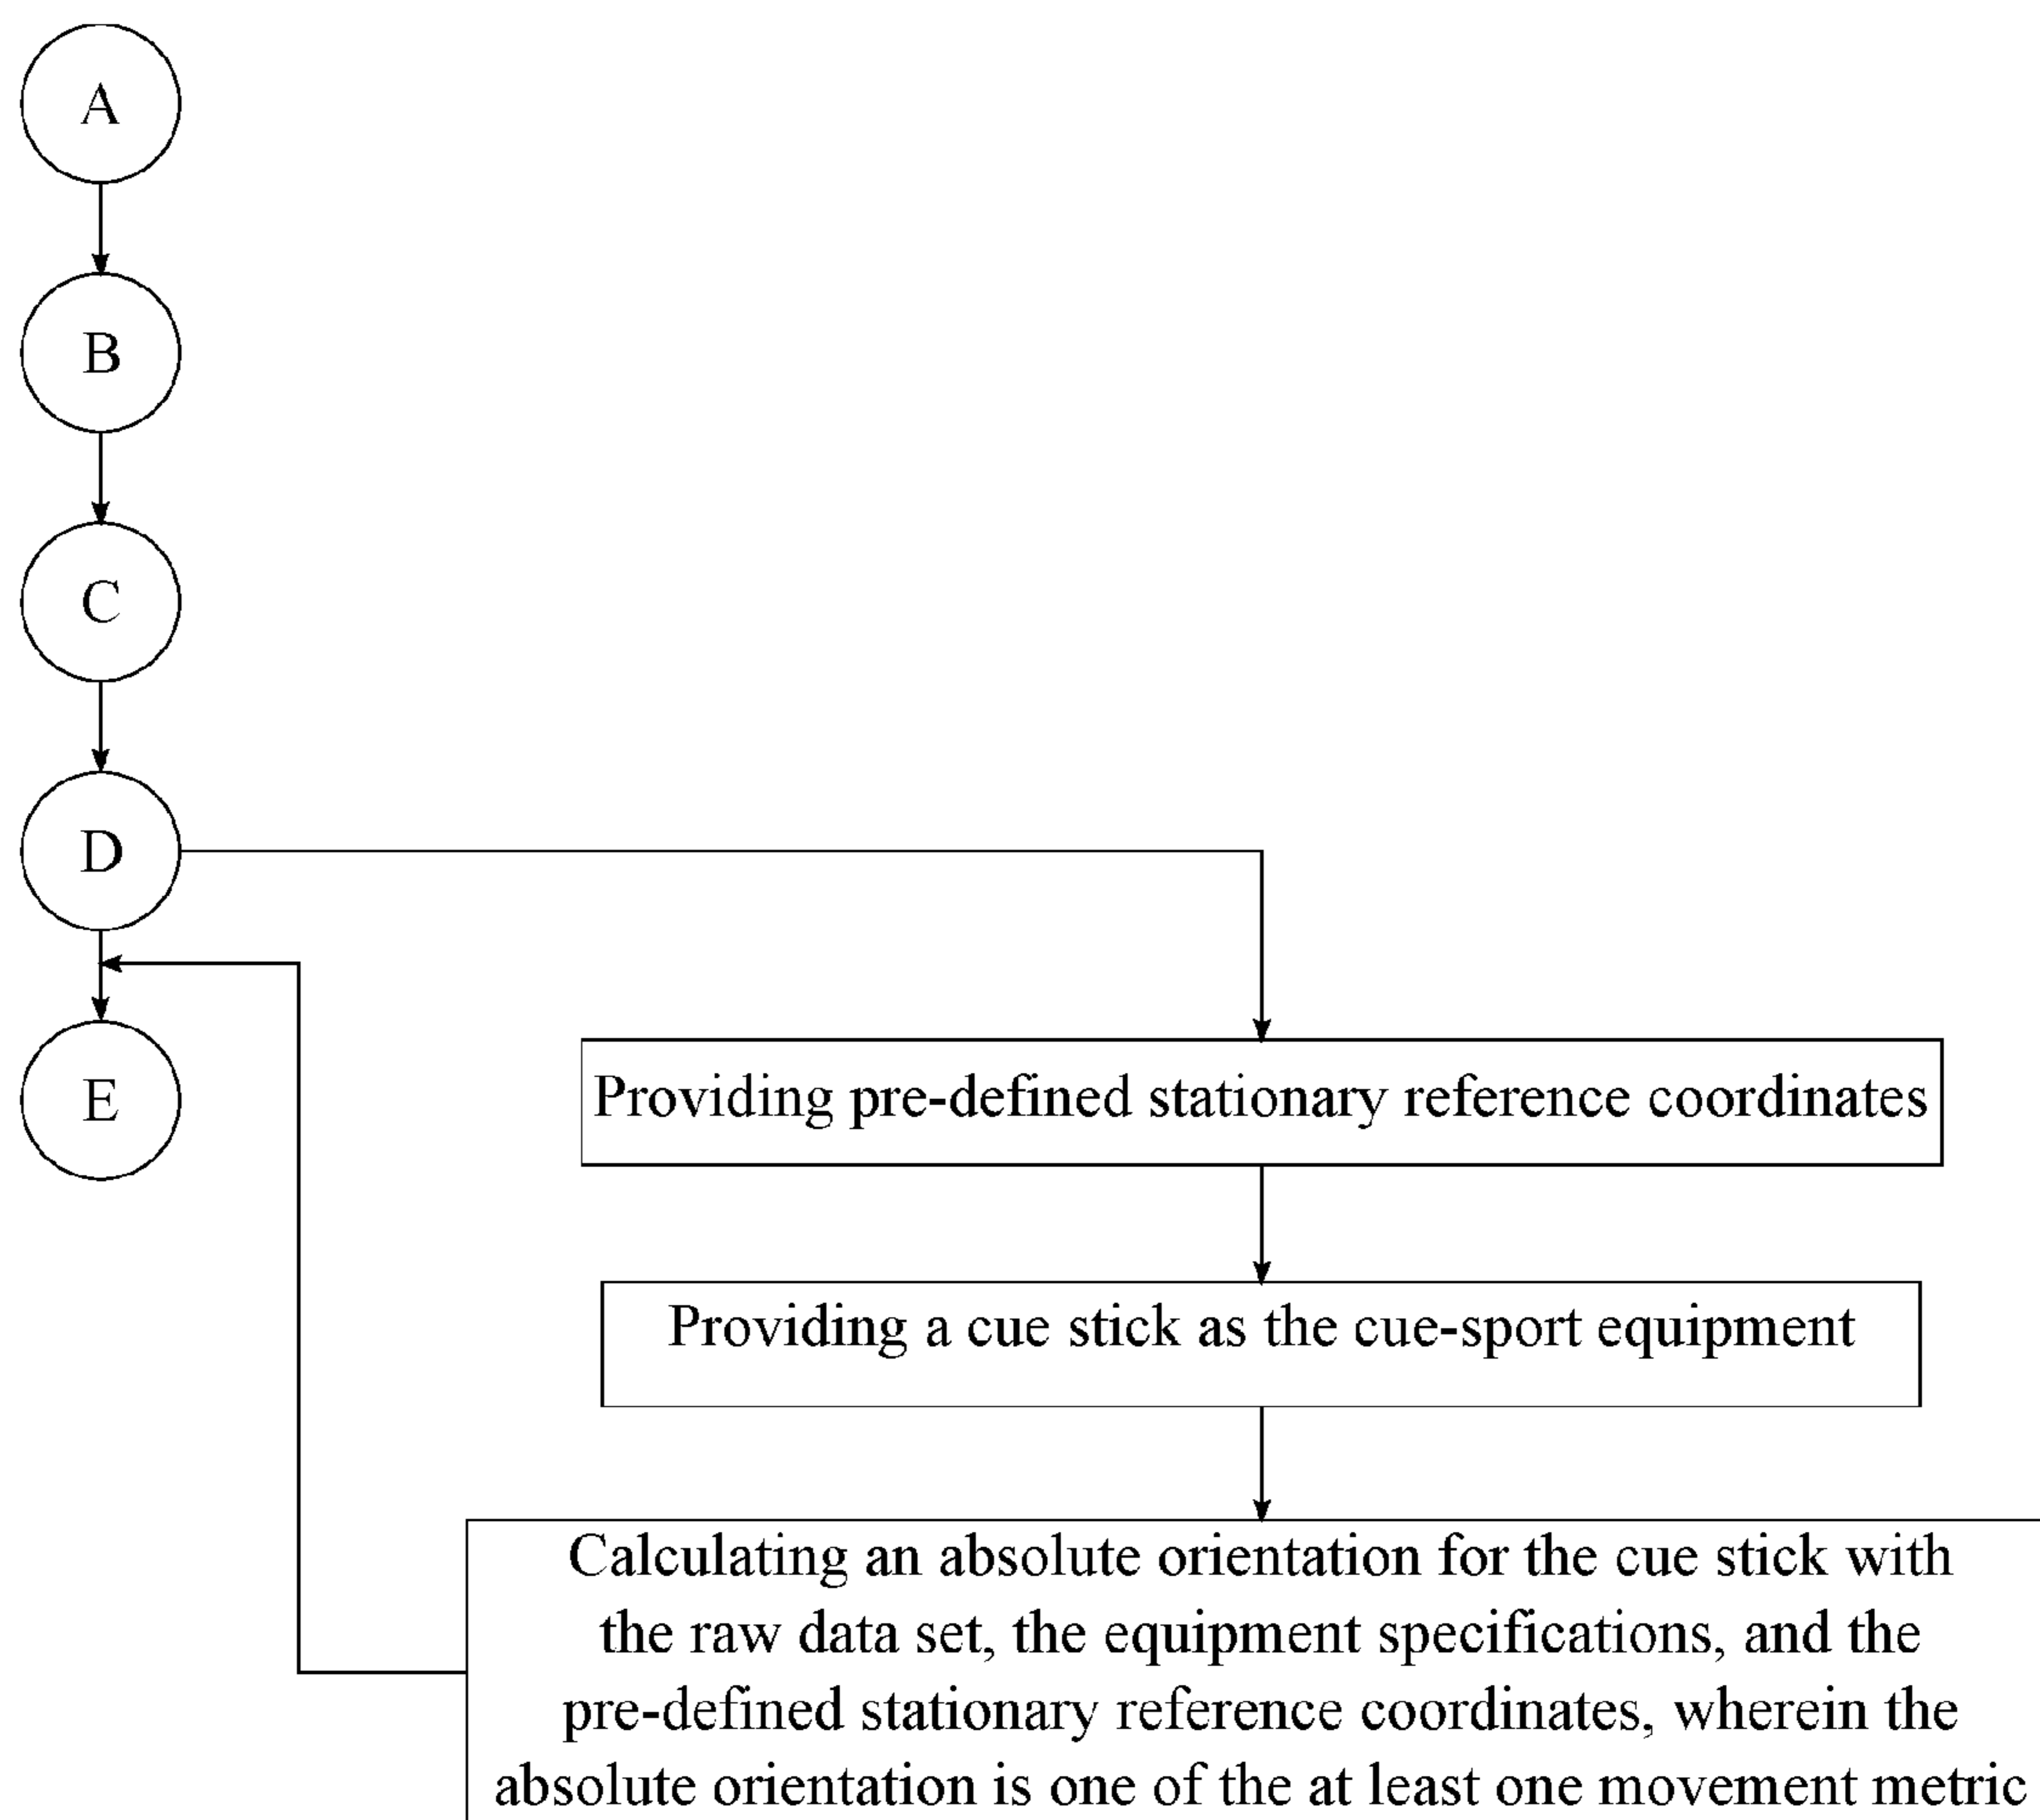 A
B
C
D
E
Providing pre-defined stationary reference coordinates
Providing a cue stick as the cue-sport equipment
Calculating an absolute orientation for the cue stick with
the raw data set, the equipment specifications, and the
pre-defined stationary reference coordinates, wherein the
absolute orientation is one of the at least one movement metric